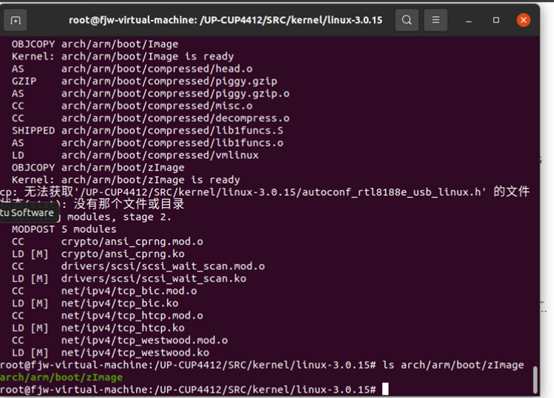 root@fjw-virtual-machine: /UP-CUP4412/SRC/kernel/linux-3.0.15
OBJCOPY arch/arm/boot/Image
Kernel: arch/arm/boot/Image is ready
AS      arch/arm/boot/compressed/head.o
GZIP    arch/arm/boot/compressed/piggy.gzip
AS      arch/arm/boot/compressed/piggy.gzip.o
CC      arch/arm/boot/compressed/misc.o
CC      arch/arm/boot/compressed/decompress.o
SHIPPED arch/arm/boot/compressed/lib1funcs.S
AS      arch/arm/boot/compressed/lib1funcs.o
LD      arch/arm/boot/compressed/vmlinux
OBJCOPY arch/arm/boot/zImage
Kernel: arch/arm/boot/zImage is ready
cp: 无法获取'/UP-CUP4412/SRC/kernel/linux-3.0.15/autoconf_rtl8188e_usb_linux.h' 的文件
): 没有那个文件或目录
tu Software
modules, stage 2.
MODPOST 5 modules
CC      crypto/ansi_cprng.mod.o
LD [M]  crypto/ansi_cprng.ko
CC      drivers/scsi/scsi_wait_scan.mod.o
LD [M]  drivers/scsi/scsi_wait_scan.ko
CC      net/ipv4/tcp_bic.mod.o
LD [M]  net/ipv4/tcp_bic.ko
CC      net/ipv4/tcp_htcp.mod.o
LD [M]  net/ipv4/tcp_htcp.ko
CC      net/ipv4/tcp_westwood.mod.o
LD [M]  net/ipv4/tcp_westwood.ko
root@fjw-virtual-machine:/UP-CUP4412/SRC/kernel/linux-3.0.15# ls arch/arm/boot/zImage
arch/arm/boot/zImage
root@fjw-virtual-machine:/UP-CUP4412/SRC/kernel/linux-3.0.15#